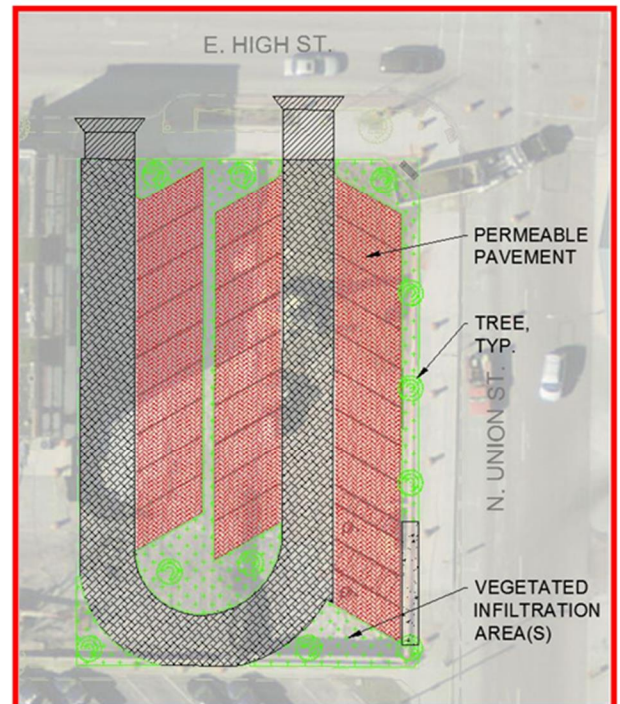 E. HIGH ST.
PERMEABLE
PAVEMENT
TREE,
TYP.
N. UNION ST.
VEGETATED
INFILTRATION
AREA(S)